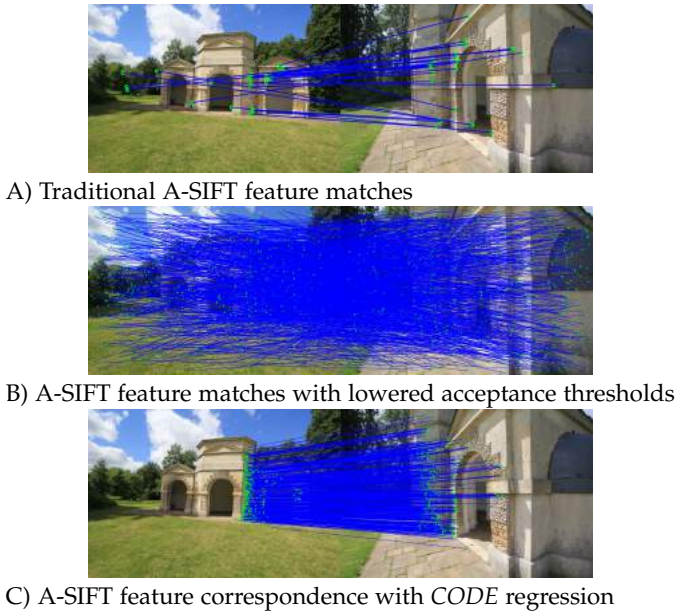 A) Traditional A-SIFT feature matches
B) A-SIFT feature matches with lowered acceptance thresholds
C) A-SIFT feature correspondence with CODE regression